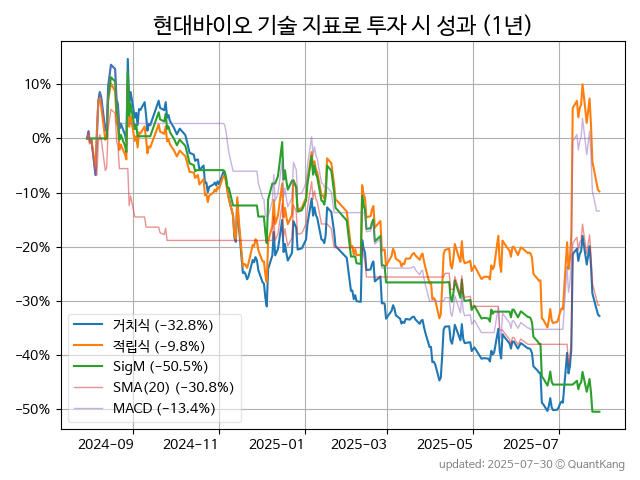 현대바이오 기술 지표로 투자 시 성과 (1년)
10%
0%
−10%
−20%
−30%
−40%
−50%
거치식 (−32.8%)
적립식 (−9.8%)
SigM (−50.5%)
SMA(20) (−30.8%)
MACD (−13.4%)
2024-09 2024-11 2025-01 2025-03 2025-05 2025-07
updated: 2025-07-30 © QuantKang